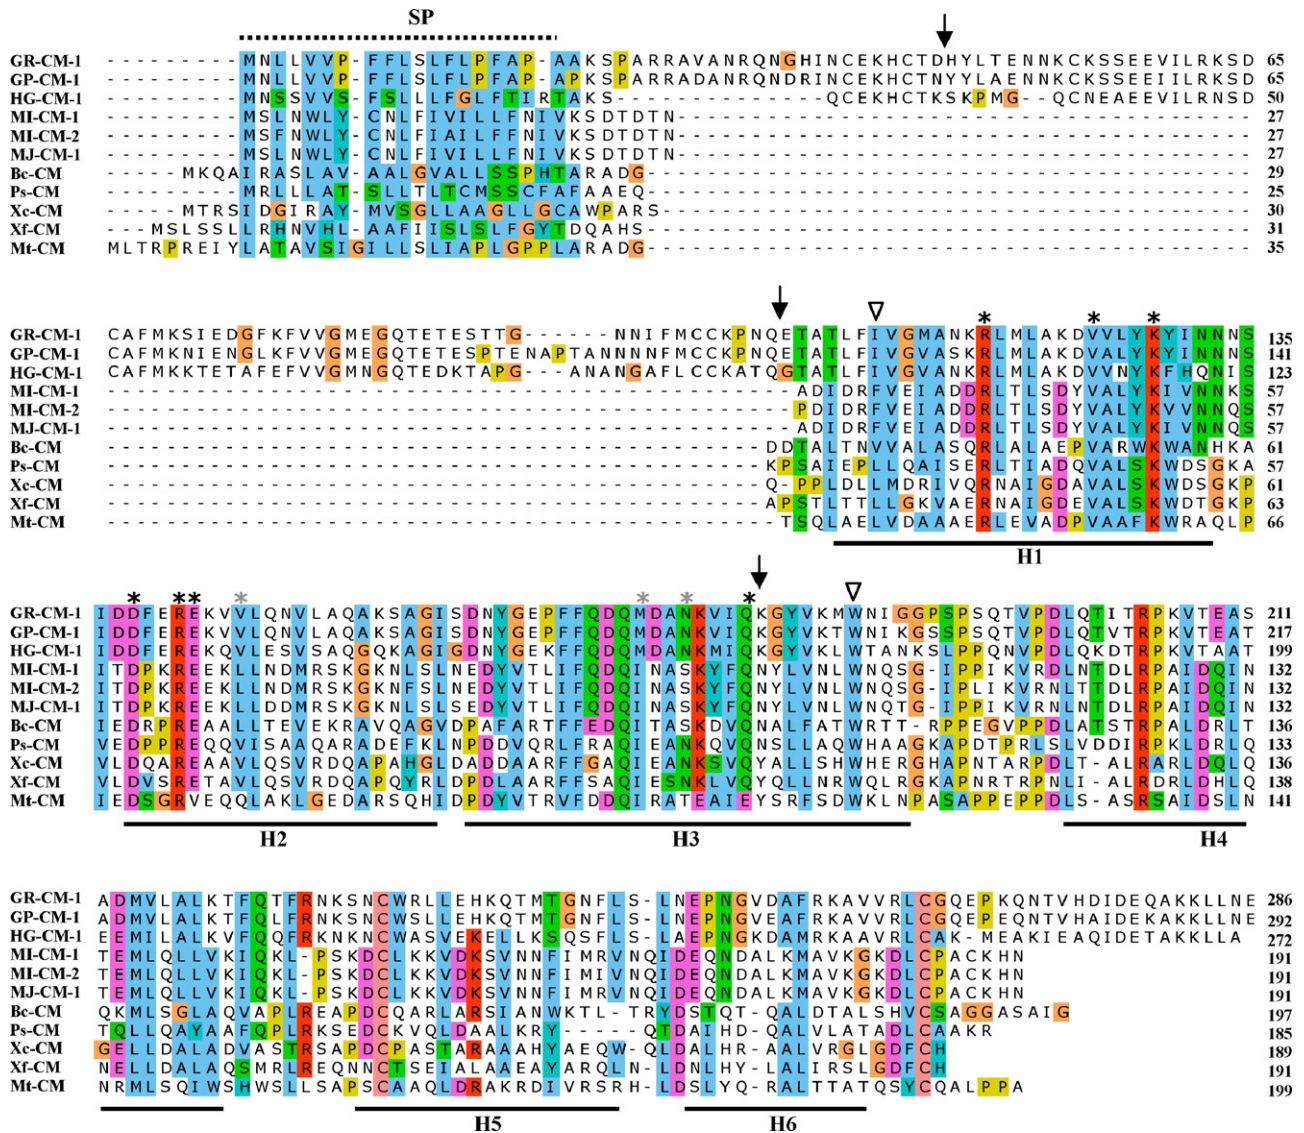 SP
GR-CM-1 - - - - - - - - - MNLLVVP-FFLSLFLPFAP-AAKSPARRAVANRQNGHINCEKHCTDHYLTENNKCKSSEEVILRKSD 65
GP-CM-1 - - - - - - - - - MNLLVVP-FFLSLFLPFAP-APKSPARRADANRQNDRINCEKHCTNYYLAENNKCKSSEEIILRKSD 65
HG-CM-1 - - - - - - - - - MNSSVVS-FSLLLFGLFTIRTAKS- - - - - - - - - - - - - -QCEKHCTKSKPMG--QCNEAEEVILRNSD 50
MI-CM-1 - - - - - - - - - MSLNWLY-CNLFIVILLFNIVKSDTDTN- - - - - - - - - - 27
MI-CM-2 - - - - - - - - - MSFNWLY-CNLFIAILLFNIVKSDTDTN- - - - - - - - - - 27
MJ-CM-1 - - - - - - - - - MSLNWLY-CNLFIVILLFNIVKSDTDTN- - - - - - - - - - 27
Bc-CM - - - - - MKQAIRASLAV-AALGVALLSSPHTARADG- - - - - - - - - - 29
Ps-CM - - - - - - - - - MRLLLAT-SLLTLTCMSSCFAFAAEQ- - - - - - - - - - 25
Xc-CM - - - - - MTRSIDGIRAY-MVSGLLAAGLLGCAWPARS- - - - - - - - - - 30
Xf-CM - - - MSLSSLLRHNVHL-AAFIISLSLFGYTDQAHS- - - - - - - - - - 31
Mt-CM MLTRPREIYLATAVSIGILLSLIAPLGPPLARADG- - - - - - - - - - 35
GR-CM-1 CAFMKSIEDGFKFVVGMEGQTETESTTG------NNIFMCCKPNQETATLFIVGMANKRLMLAKDVVLYKYINNNS 135
GP-CM-1 CAFMKNIENGLKFVVGMEGQTETESPTENAPTANNNNFMCCKPNQETATLFIVGVASKRLMLAKDVALYKYINNNS 141
HG-CM-1 CAFMKKTETAFEFVVGMNGQTEDKTAPG---ANANGAFLCCKATQGTATLFIVGVANKRLMLAKDVVNYKFHQNIS 123
MI-CM-1 - - - - - - - - - - ADIDRFVEIADDRLTLSDYVALYKIVNNKS 57
MI-CM-2 - - - - - - - - - - PDIDRFVEIADDRLTLSDYVALYKVVNNQS 57
MJ-CM-1 - - - - - - - - - - ADIDRFVEIADDRLTLSDYVALYKIVNNQS 57
Bc-CM - - - - - - - - - - DDTALTNVVALASQRLALAEPVARWKWANHKA 61
Ps-CM - - - - - - - - - - KPSAIEPLLQAISERLTIADQVALSKWDSGKA 57
Xc-CM - - - - - - - - - - Q-PPLDLLMDRIVQRNAIGDAVALSKWDSGKP 61
Xf-CM - - - - - - - - - - APSTLTTLLGKVAERNAIGDEVALSKWDTGKP 63
Mt-CM - - - - - - - - - - TSQLAELVDAAAERLEVADPVAAFKWRAQLP 66
H1
GR-CM-1 IDDFEREKVVLQNVLAQAKSAGISDNYGEPFFQDQMDANKVIQKGYVKMWNIGGPSPSQTVPDLQTITRPKVTEAS 211
GP-CM-1 IDDFEREKVVLQNVLMAKSAGISDNYGEPFFQDQMDANKVIQKGYVKTWNIKGSSPSQTVPDLQTVTRPKVTEAT 217
HG-CM-1 IDDFEREKQVLESVSAQGQKAGIGDNYGEKFFQDQMDANKMIQKGYVKLWTANKSLPPQNVPDLQKDTRPKVTAAT 199
MI-CM-1 ITDPKREEKLLNDMRSKGKNLSLNEDYVTLIFQDQINASKYFQNYLVNLWNQSG-IPPIKVRDLNTDLRPAIDQIN 132
MI-CM-2 ITDPKREEKLLNDMRSKGKNFSLNEDYVTLIFQDQINASKYFQNYLVNLWNQSG-IPLIKVRNLTTDLRPAIDQIN 132
MJ-CM-1 ITDPKREEKLLDDMRSKGKNLSLSEDYVTLIFQDQINASKYFQNYLVNLWNQTG-IPPIKVRDLNTDLRPAIDQIN 132
Bc-CM IEDRPREAALLTEVEKRAVQAGVDPAFARTFFEDQITASKDVQNALFATWRTT-RPPEGVPPDLATSTRPALDRLT 136
Ps-CM VEDPPREQQVISAAQARADEFKLNPDDVQRLFRAQIEANKQVQNSLLAQWHAAGKAPDTPRLSLVDDIRPKLDRLQ 133
Xc-CM VLDQAREAAVLQSVRDQAPAHGLDADDAARFFGAQIEANKSVQYALLSHWHERGHAPNTARPDLT-ALRARLDQLQ 136
Xf-CM VDVSRETAVLQSVRDQAPQYRLDPDLAARFFSAQIESNKSVQYALLNRWQLRGKAPNRTRPNLI-ALRDRLDHLQ 138
Mt-CM IEDSGRVEQQLAKLGEDARSQHIDPDYVTRVFDDQIRATEAIEYSRFSDWKLNPASAPPEPPDLS-ASRSAIDSLN 141
H2 H3 H4
GR-CM-1 ADMVLALKTFQTFRNKSNCWRLLEHKQTMTGNFLS-LNEPNGVDAFRKAVVRLCGQEPKQNTVHDIDEQAKKLLNE 286
GP-CM-1 ADMVLALKTFQLFRNKSNCWRLLEHKQTMTGNFLS-LNEPNGVEAFRKAVVRLCGQEPEQNTVHAIDEKAKKLLNE 292
HG-CM-1 EEMILALKVFQQFRKNKNCWASVEKELLKSQSFLS-LAEPNGKDAMRKAAVRLCAK-MEAKIEAQIDETAKKLLA 272
MI-CM-1 TEMLQLLVKIQKL-PSKDCLKKVDKSVNNFIMRVNQIDEQNDALKMAVKGKDLCPACKHN 191
MI-CM-2 TEMLQLLVKIQKL-PSKDCLKKVDKSVNNFIMIVNQIDEQNDALKMAVKGKDLCPACKHN 191
MJ-CM-1 TEMLQLLVKIQKL-PSKDCLKKVDKSVNNFIMRVNQIDEQNDALKMAVKGKDLCPACKHN 191
Bc-CM QKMLSGLAQVAPLREAPDCQARLARSIANWKTL-TRYDSTQT-QALDTALSHVCSAGGASAIG 197
Ps-CM TQLLQAYAAFQPLRKSEDCKVQLDAALKRY-----QTDAIHD-QALVLATADLCAAKR 185
Xc-CM GELLDALADVASTRSAPDCPASTARAAAHYAEQW-QLDALHR-AALVRGLGDFCH 189
Xf-CM NELLDALAQSMRLREQNNCTSEIALAAEAYARQLN-LDNLHYLALIRSLGDFCH 191
Mt-CM NRMLSQIWSHWSLLSAPSCAAQLDRAKRDIVRSRH-LDSLYQ-RALTTATQSYCQALPPA 199
H5 H6